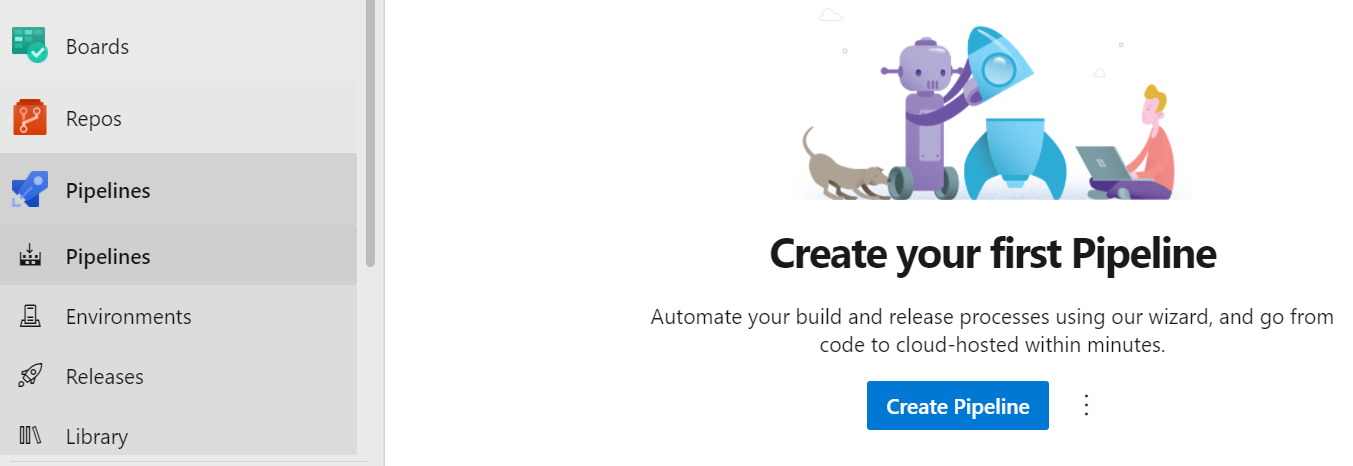 Boards
Repos
Pipelines
Pipelines
Environments
Releases
Library
Create your first Pipeline
Automate your build and release processes using our wizard, and go from
code to cloud-hosted within minutes.
Create Pipeline